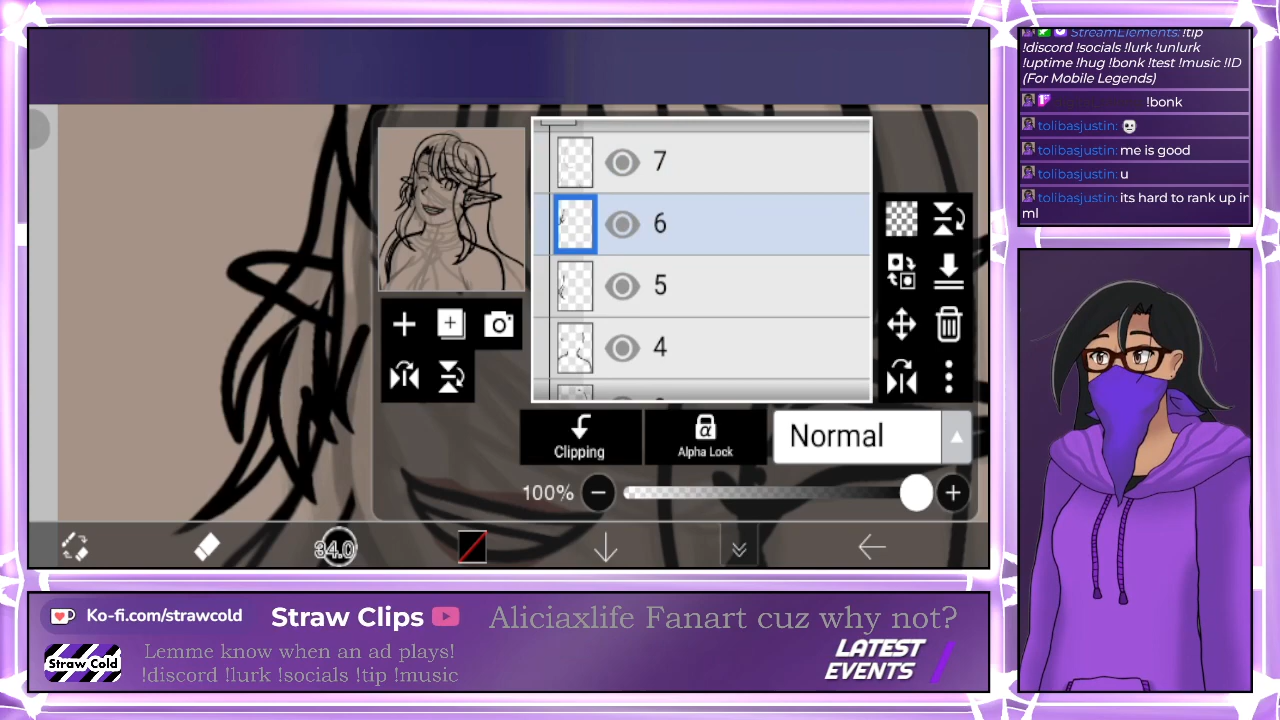 7
6
5
4
Clipping
Alpha Lock
Normal
100%
34.0
StreamElements: !tip
!discord !socials !lurk !unlurk
!uptime !hug !bonk !test !music !ID
(For Mobile Legends)
!bonk
tolibasjustin:
tolibasjustin: me is good
tolibasjustin: u
tolibasjustin: its hard to rank up in
ml
Ko-fi.com/strawcold
Straw Clips
Aliciaxlife Fanart cuz why not?
Straw Cold
Lemme know when an ad plays!
!discord !lurk !socials !tip !music
LATEST
EVENTS